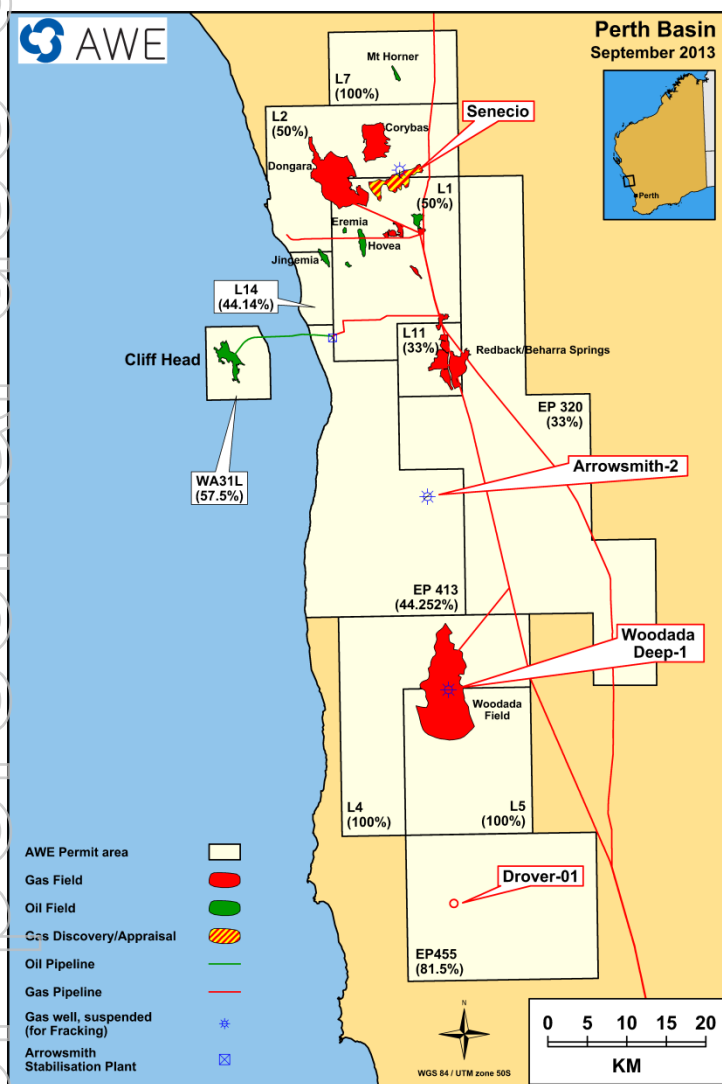 AWE
Perth Basin
September 2013
Perth
Mt Horner
L7
(100%)
L2
(50%)
Corybas
Senecio
Dongara
L1
(50%)
Eremia
Hovea
Jingemia
L14
(44.14%)
L11
(33%)
Redback/Beharra Springs
Cliff Head
EP 320
(33%)
WA31L
(57.5%)
Arrowsmith-2
EP 413
(44.252%)
Woodada
Deep-1
Woodada
Field
L4
(100%)
L5
(100%)
Drover-01
EP455
(81.5%)
AWE Permit area
Gas Field
Oil Field
Gas Discovery/Appraisal
Oil Pipeline
Gas Pipeline
Gas well, suspended
(for Fracking)
Arrowsmith
Stabilisation Plant
N
WGS 84 / UTM zone 50S
0 5 10 15 20
KM